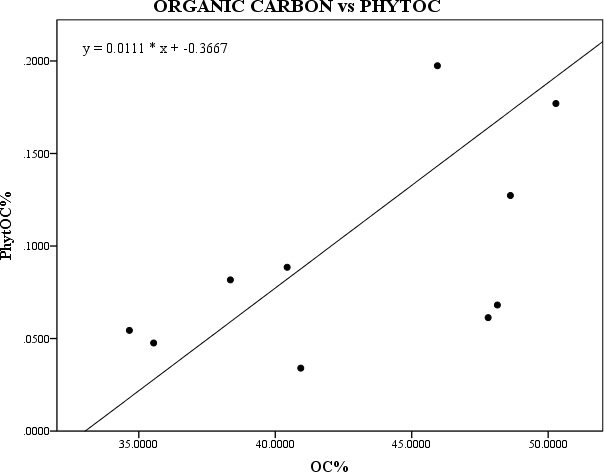 ORGANIC CARBON vs PHYTOC
y = 0.0111 * x + -0.3667
.2000
.1500
.1000
.0500
.0000
PhytOC%
35.0000 40.0000 45.0000 50.0000
OC%